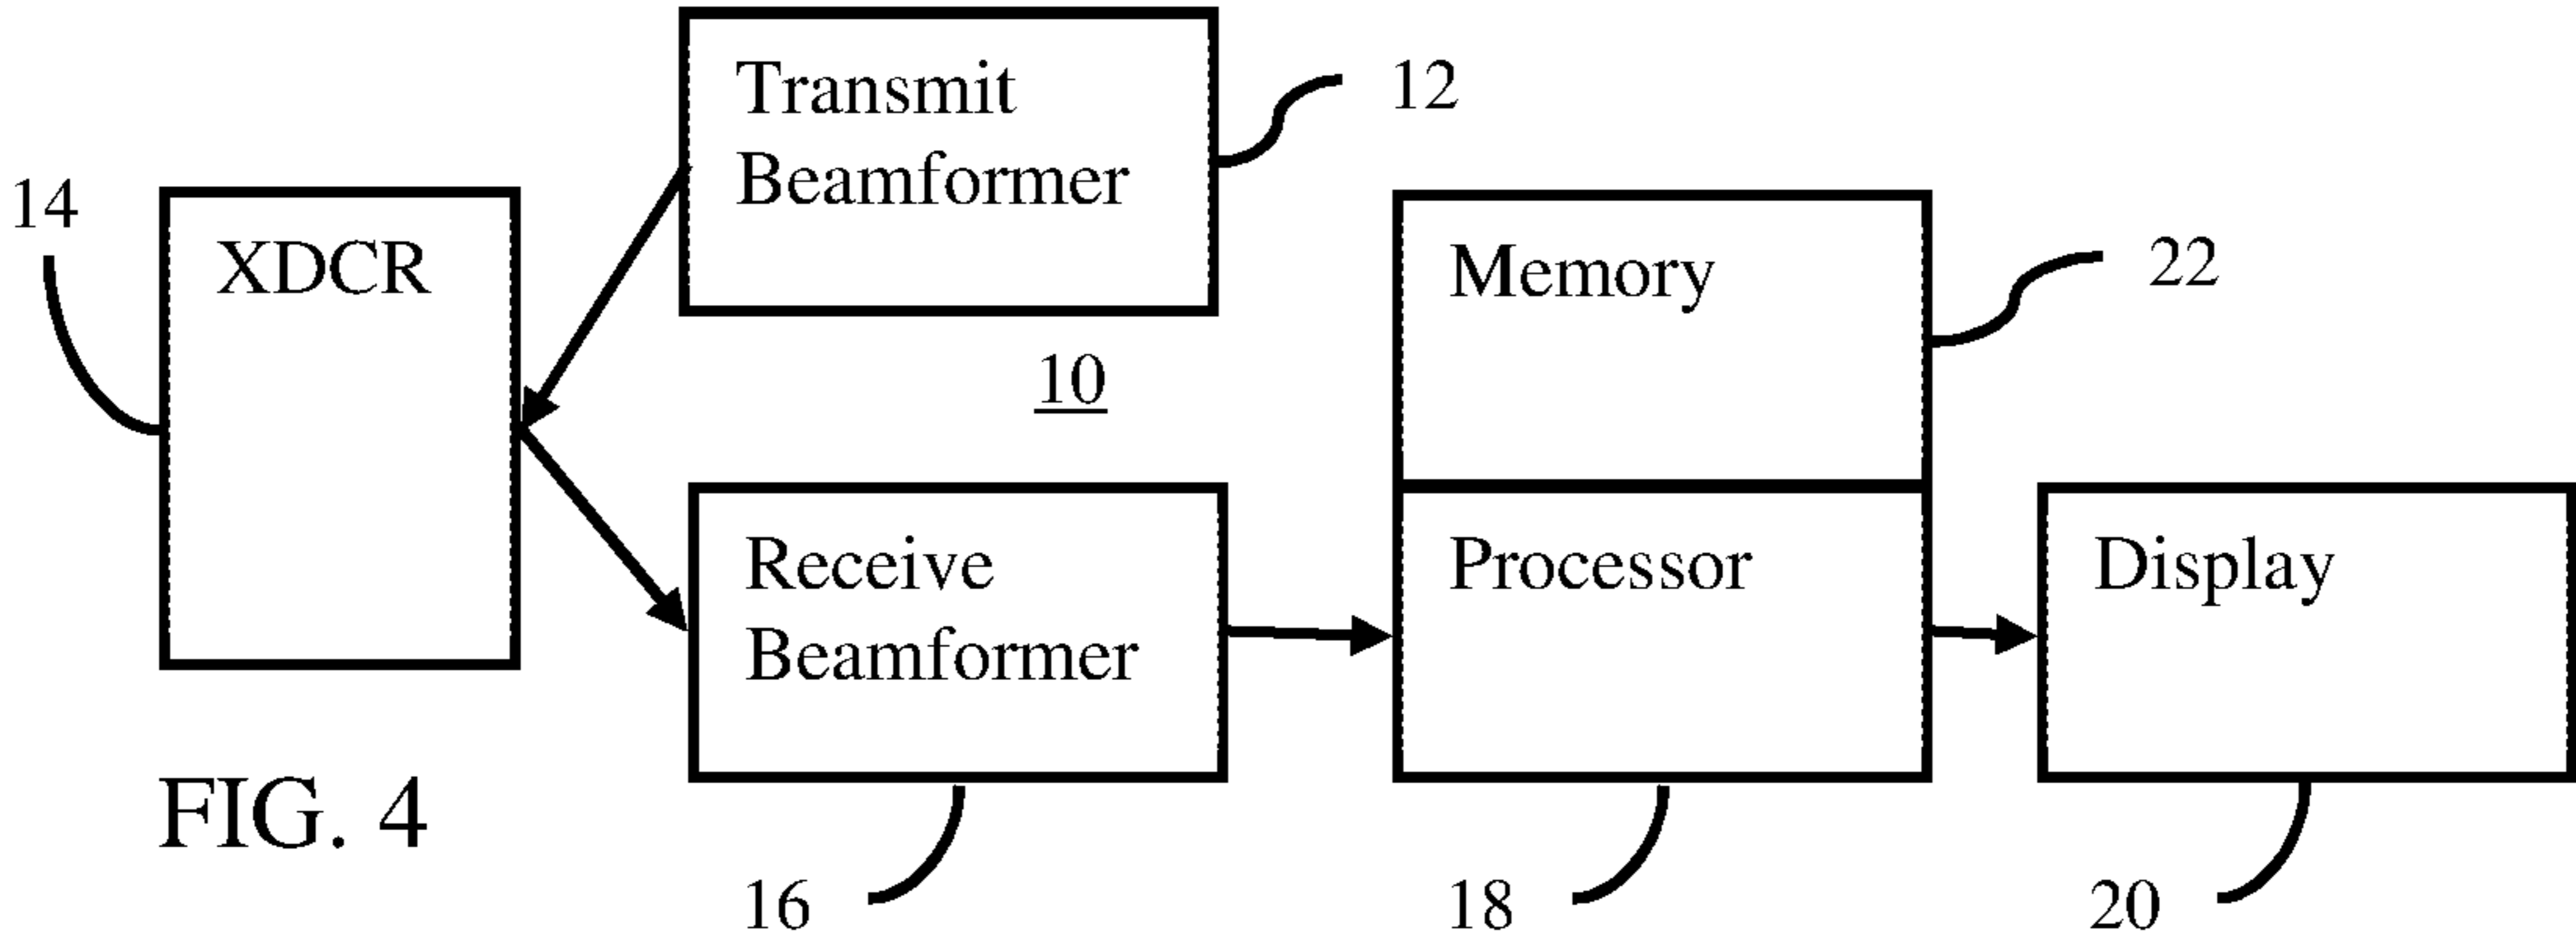 Transmit
Beamformer
12
14
XDCR
Memory
22
10
Receive
Beamformer
Processor
Display
FIG. 4
16
18
20